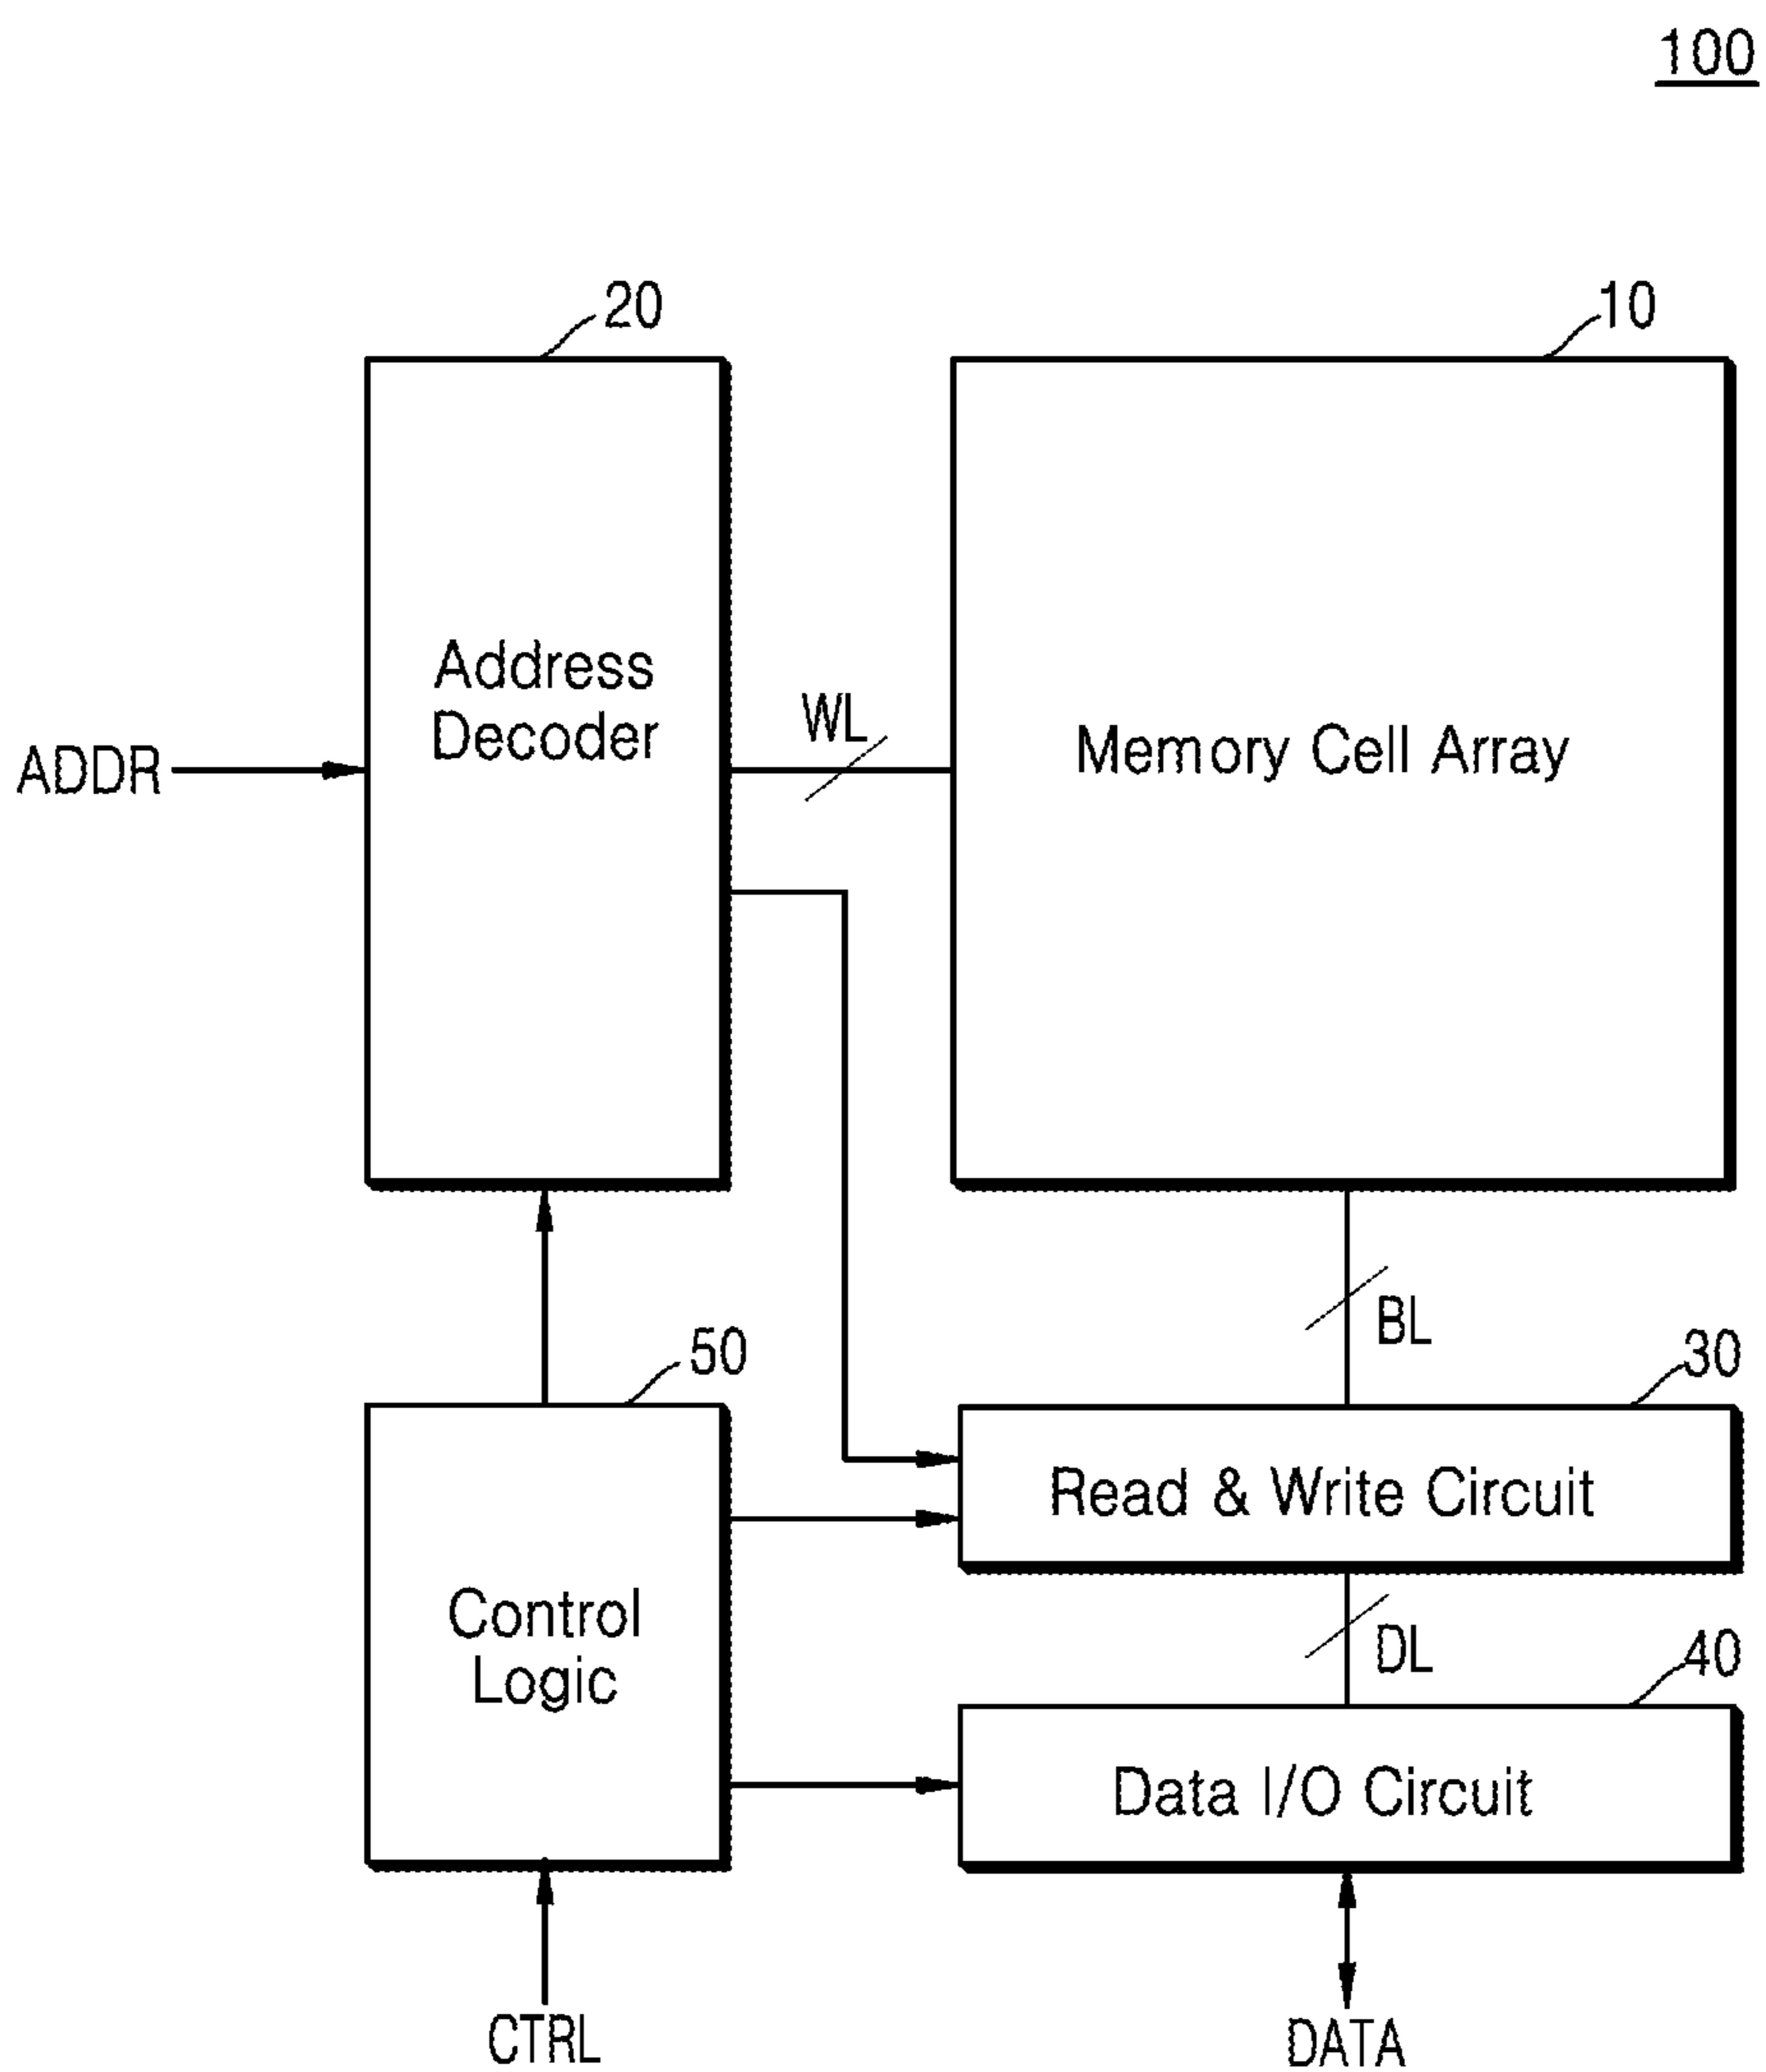 100
20
10
Address
Decoder
WL
Memory Cell Array
ADDR
BL
50
30
Read & Write Circuit
Control
Logic
DL
40
Data I/O Circuit
CTRL
DATA